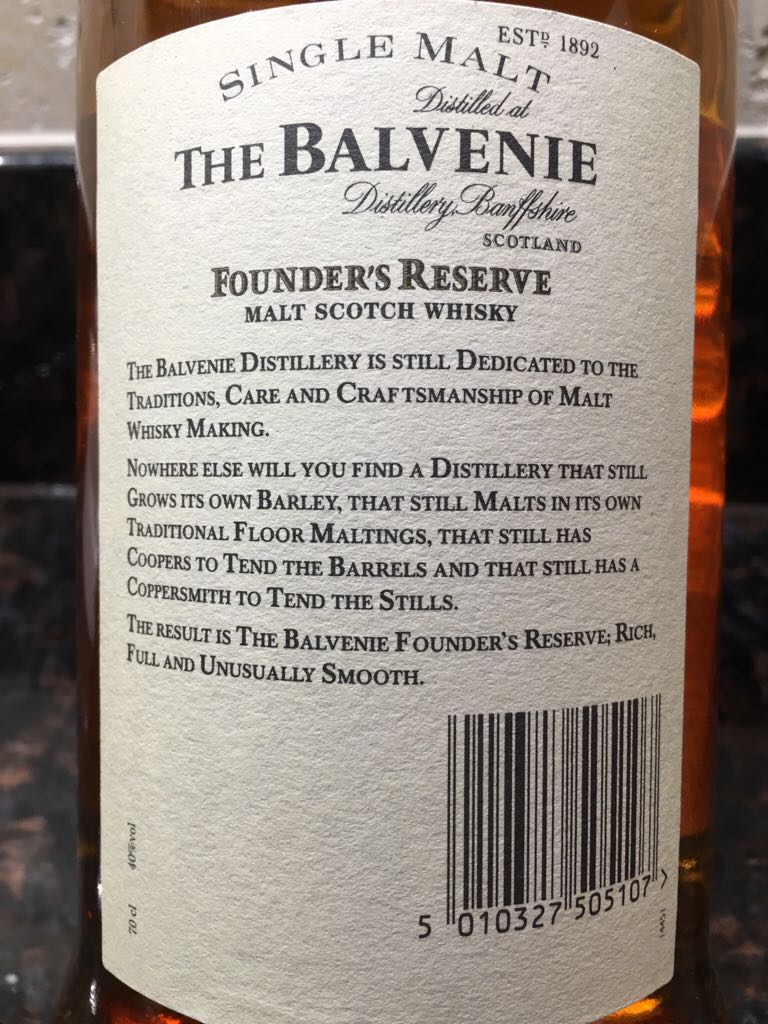 ESTD 1892
SINGLE MALT
Distilled at
THE BALVENIE
Distillery, Banffshire
SCOTLAND
FOUNDER'S RESERVE
MALT SCOTCH WHISKY
THE BALVENIE DISTILLERY IS STILL DEDICATED TO THE
TRADITIONS, CARE AND CRAFTSMANSHIP OF MALT
WHISKY MAKING.
NOWHERE ELSE WILL YOU FIND A DISTILLERY THAT STILL
GROWS ITS OWN BARLEY, THAT STILL MALTS IN ITS OWN
TRADITIONAL FLOOR MALTINGS, THAT STILL HAS
COOPERS TO TEND THE BARRELS AND THAT STILL HAS A
COPPERSMITH TO TEND THE STILLS.
THE RESULT IS THE BALVENIE FOUNDER'S RESERVE; RICH,
FULL AND UNUSUALLY SMOOTH.
5 010327 505107 >